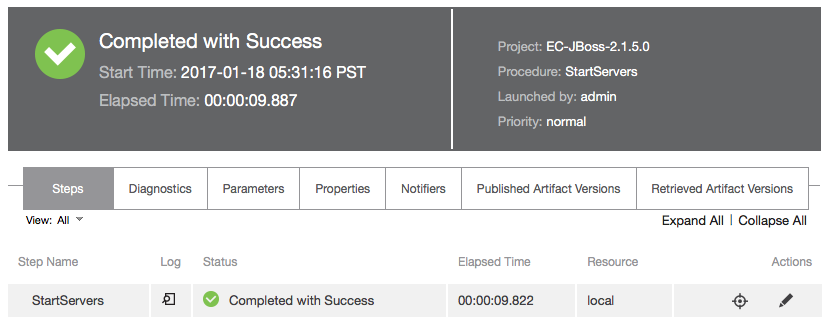 Completed with Success
Start Time: 2017-01-18 05:31:16 PST
Elapsed Time: 00:00:09.887
Project: EC-JBoss-2.1.5.0
Procedure: StartServers
Launched by: admin
Priority: normal
Steps Diagnostics Parameters Properties Notifiers Published Artifact Versions Retrieved Artifact Versions
View: All Expand All | Collapse All
Step Name Log Status Elapsed Time Resource Actions
StartServers Completed with Success 00:00:09.822 local